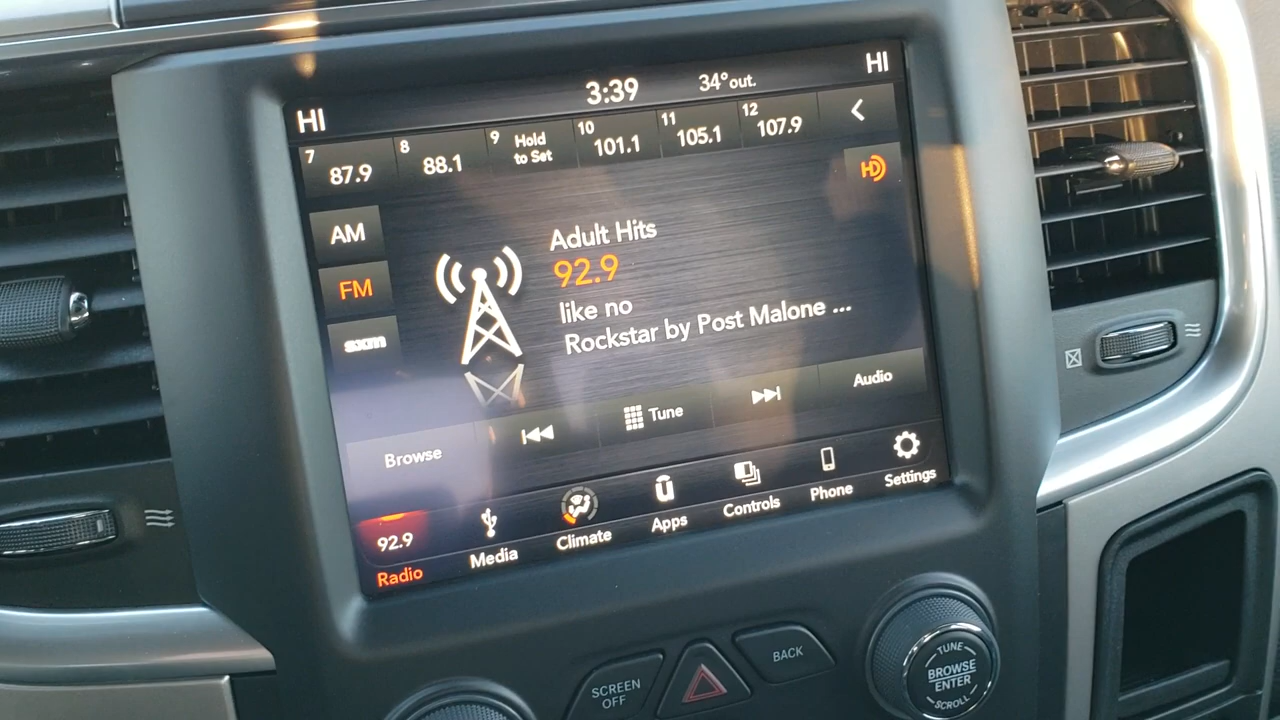 HI 3:39 34° out. HI
7 87.9 8 88.1 9 Hold to Set 10 101.1 11 105.1 12 107.9
HD
AM
FM
sxm
Adult Hits
92.9
like no
Rockstar by Post Malone ...
Browse Tune Audio
92.9
Radio Media Climate Apps Controls Phone Settings
SCREEN OFF
BACK
TUNE
BROWSE
ENTER
SCROLL